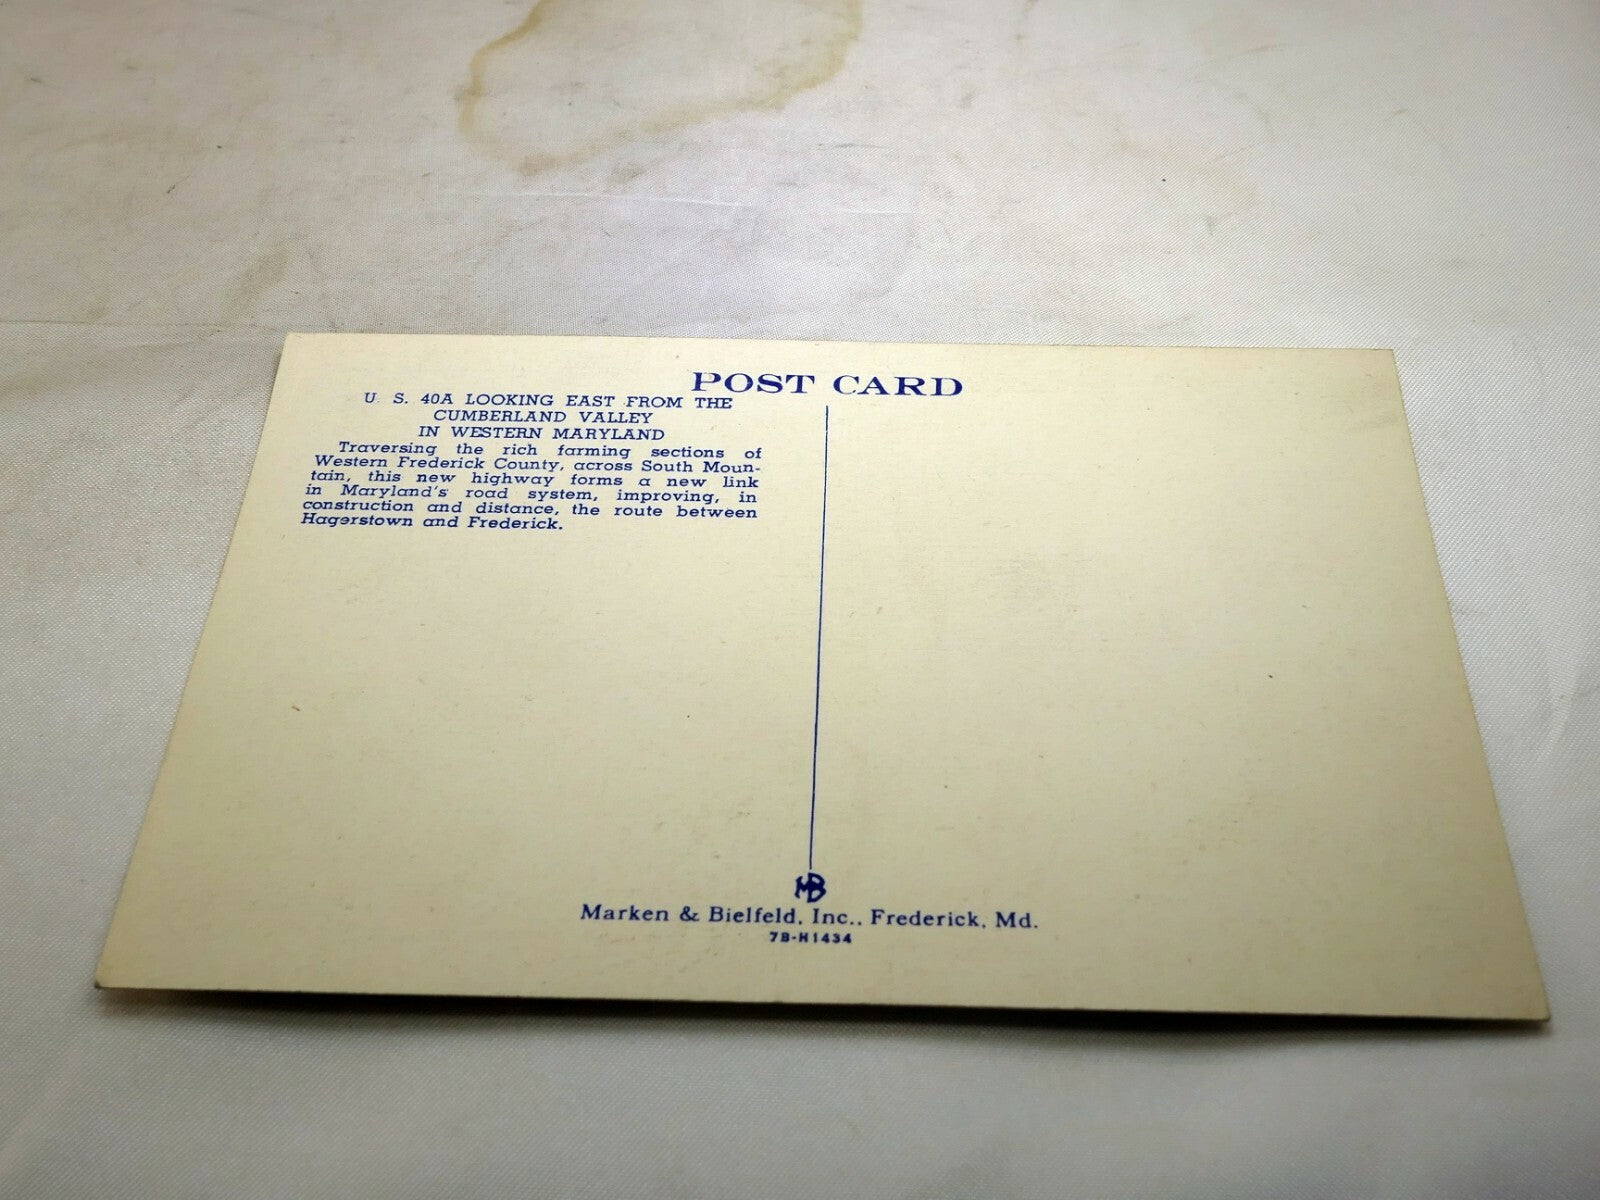 POST CARD
U. S. 40A LOOKING EAST FROM THE
CUMBERLAND VALLEY
IN WESTERN MARYLAND
Traversing the rich farming sections of
Western Frederick County, across South Moun-
tain, this new highway forms a new link
in Maryland's road system, improving, in
construction and distance, the route between
Hagerstown and Frederick.
MB
Marken & Bielfeld, Inc., Frederick, Md.
7B-H1434